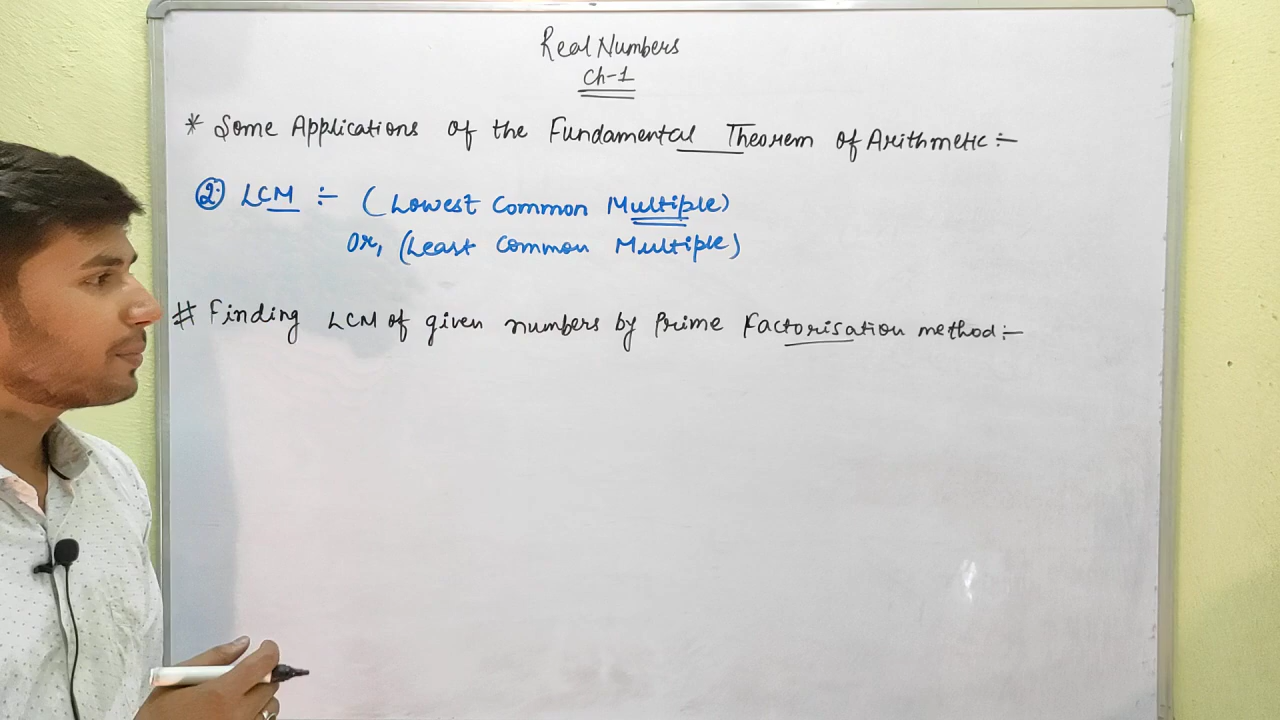 Real Numbers
Ch-1
* Some Applications of the Fundamental Theorem of Arithmetic :-
② LCM :- (Lowest Common Multiple)
Or, (Least Common Multiple)
# Finding LCM of given numbers by Prime Factorisation method :-